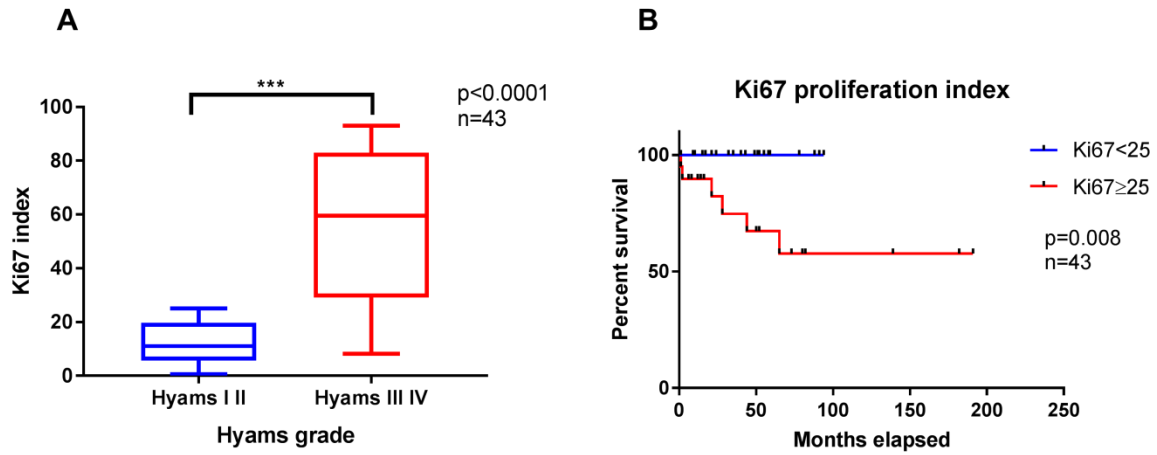 A
***
p<0.0001
n=43
100
80
60
40
20
0
Ki67 index
Hyams I II
Hyams III IV
Hyams grade
B
Ki67 proliferation index
100
50
0
Percent survival
0
50
100
150
200
250
Months elapsed
Ki67<25
Ki67≥25
p=0.008
n=43